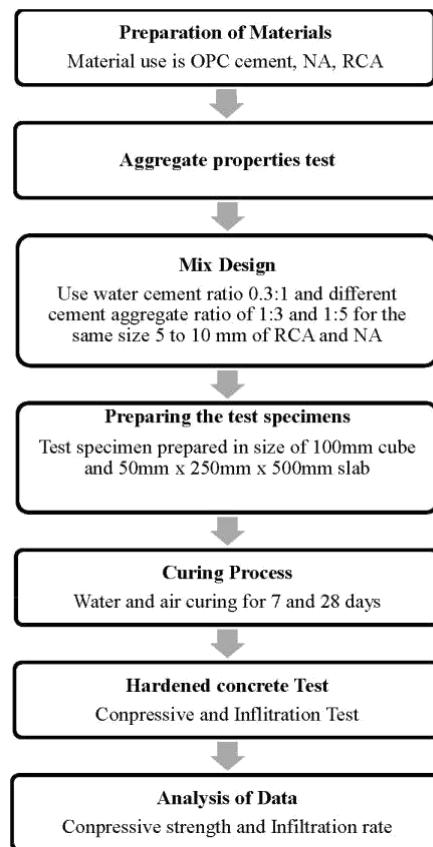 Preparation of Materials
Material use is OPC cement, NA, RCA
Aggregate properties test
Mix Design
Use water cement ratio 0.3:1 and different
cement aggregate ratio of 1:3 and 1:5 for the
same size 5 to 10 mm of RCA and NA
Preparing the test specimens
Test specimen prepared in size of 100mm cube
and 50mm x 250mm x 500mm slab
Curing Process
Water and air curing for 7 and 28 days
Hardened concrete Test
Conpressive and Inflitration Test
Analysis of Data
Conpressive strength and Infiltration rate